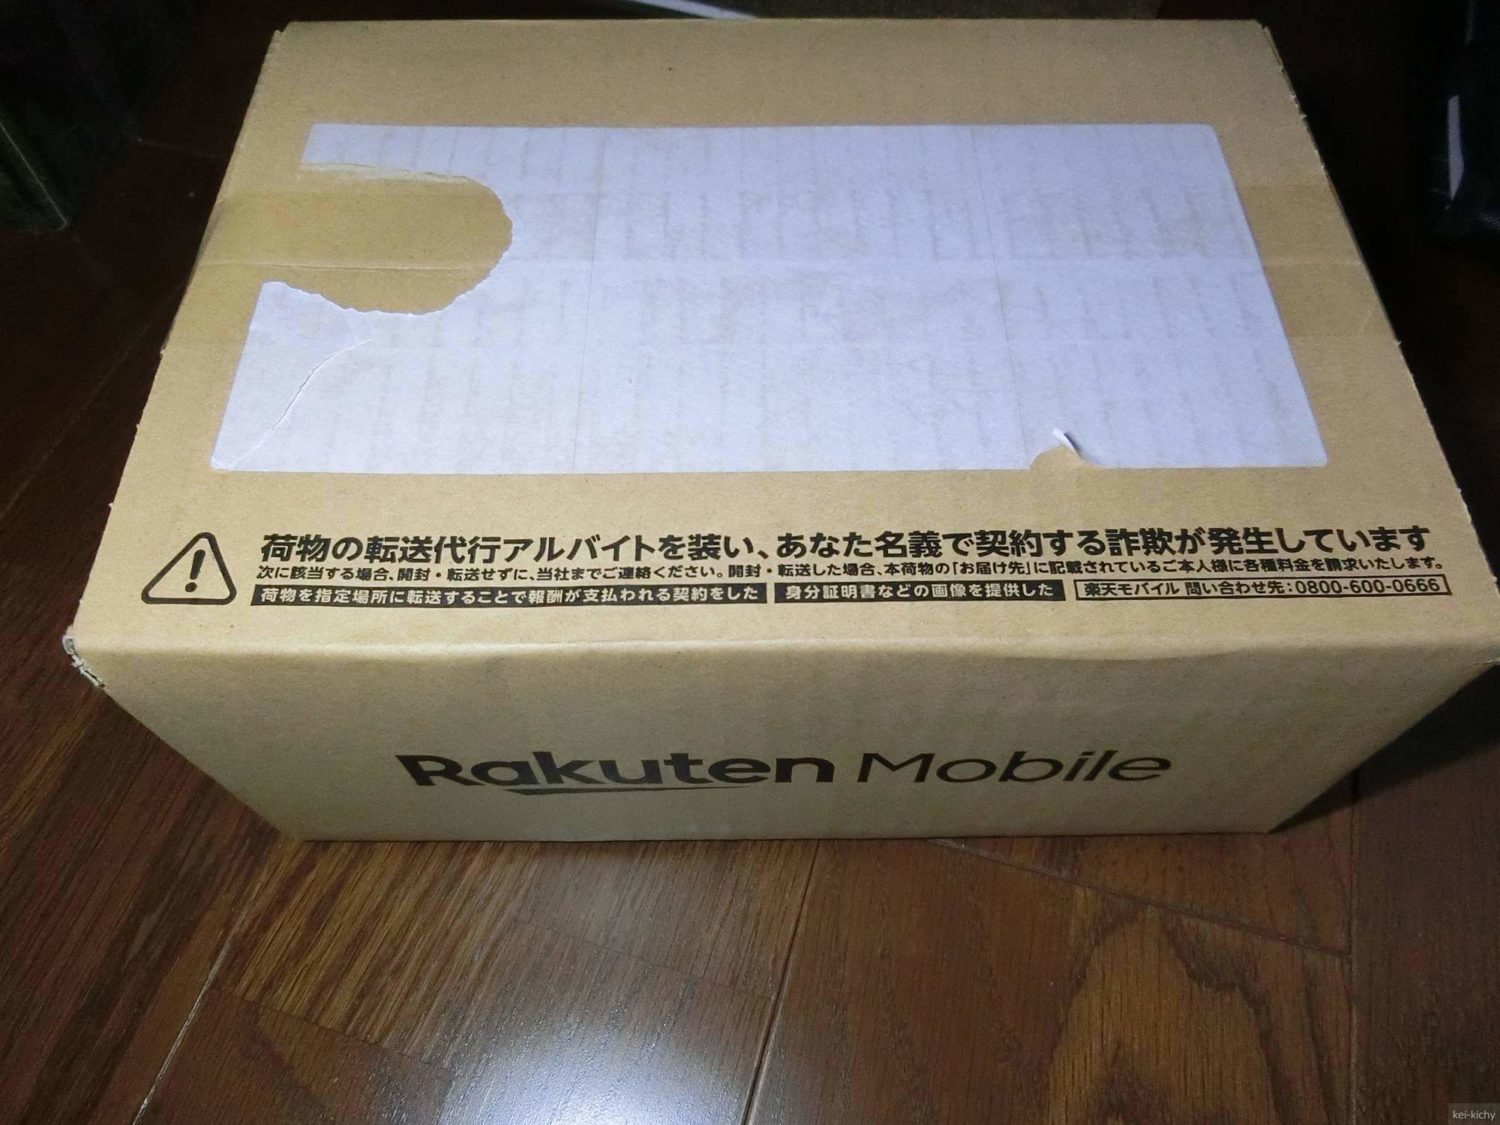 荷物の転送代行アルバイトを装い、あなた名義で契約する詐欺が発生しています
次に該当する場合、開封・転送せずに、当社までご連絡ください。開封・転送した場合、本荷物の「お届け先」に記載されているご本人様に各種料金を請求いたします。
荷物を指定場所に転送することで報酬が支払われる契約をした 身分証明書などの画像を提供した 楽天モバイル 問い合わせ先:0800-600-0666
Rakuten Mobile
kei-kichy